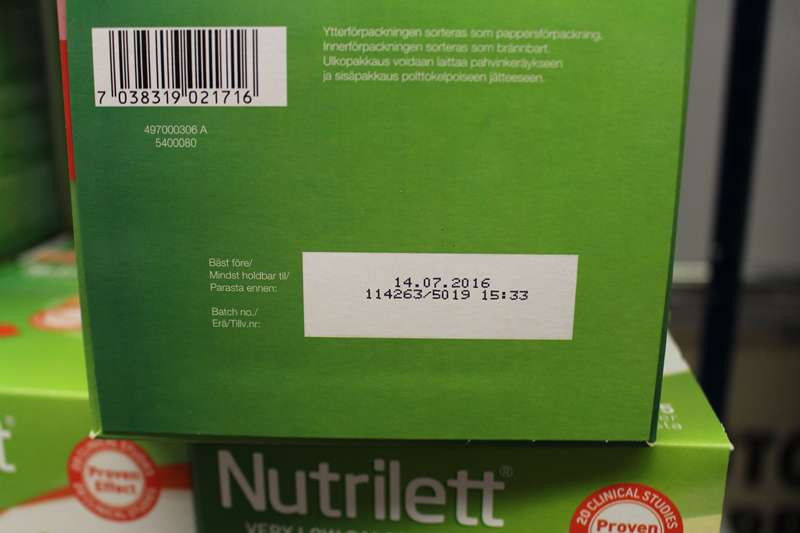 Ytterförpackningen sorteras som pappersförpackning.
Innerförpackningen sorteras som brännbart.
Ulkopakkaus voidaan laittaa pahvinkeräykseen
ja sisäpakkaus polttokelpoiseen jätteeseen.
7 038319 021716
497000306 A
5400080
Bäst före/
Mindst holdbar til/
Parasta ennen:
14.07.2016
114263/5019 15:33
Batch no./
Erä/Tillv.nr:
Proven
Effect
Nutrilett®
VERY LOW
20 CLINICAL STUDIES
Proven